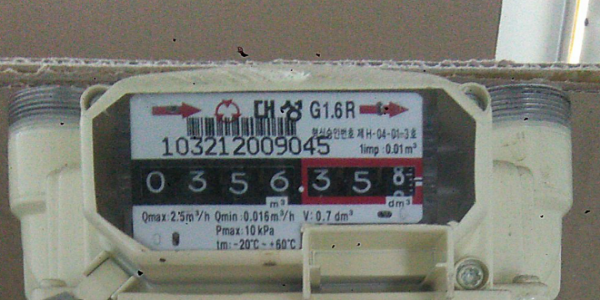 대성 G1.6R
형식승인번호 제 H-04-01-3호
103212009045
1imp : 0.01m³
0356 358
m³ dm³
Qmax: 2.5m³/h Qmin : 0.016m³/h V: 0.7 dm³
Pmax: 10 kPa
tm: -20℃~+60℃